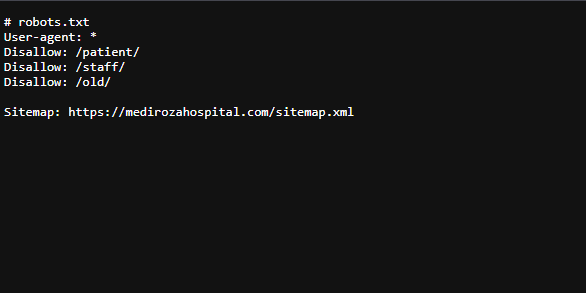 # robots.txt
User-agent: *
Disallow: /patient/
Disallow: /staff/
Disallow: /old/
Sitemap: https://medirozahospital.com/sitemap.xml